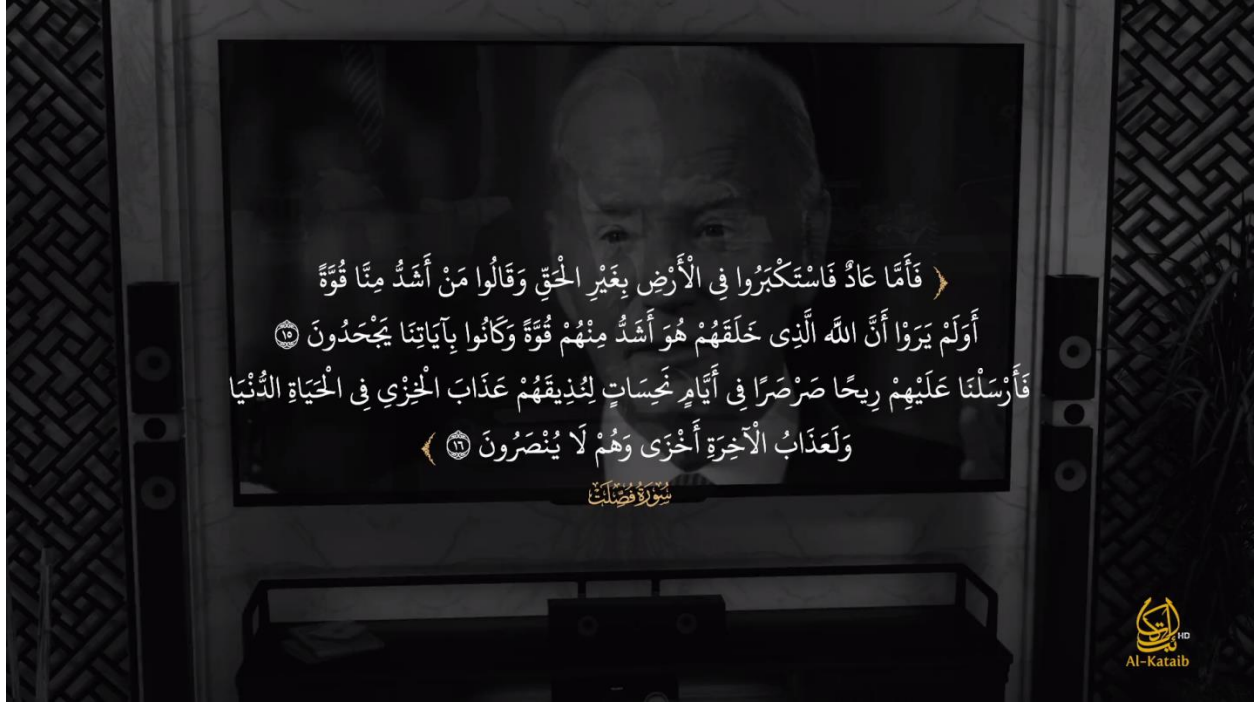 ﴿ فَأَمَّا عَادٌ فَاسْتَكْبَرُوا فِي الْأَرْضِ بِغَيْرِ الْحَقِّ وَقَالُوا مَنْ أَشَدُّ مِنَّا قُوَّةً
أَوَلَمْ يَرَوْا أَنَّ اللَّهَ الَّذِي خَلَقَهُمْ هُوَ أَشَدُّ مِنْهُمْ قُوَّةً وَكَانُوا بِآيَاتِنَا يَجْحَدُونَ ١٥
فَأَرْسَلْنَا عَلَيْهِمْ رِيحًا صَرْصَرًا فِي أَيَّامٍ نَحِسَاتٍ لِنُذِيقَهُمْ عَذَابَ الْخِزْيِ فِي الْحَيَاةِ الدُّنْيَا
وَلَعَذَابُ الْآخِرَةِ أَخْزَى وَهُمْ لَا يُنْصَرُونَ ١٦ ﴾
سُورَةُ فُصِّلَتْ
الكتائب
HD
Al-Kataib